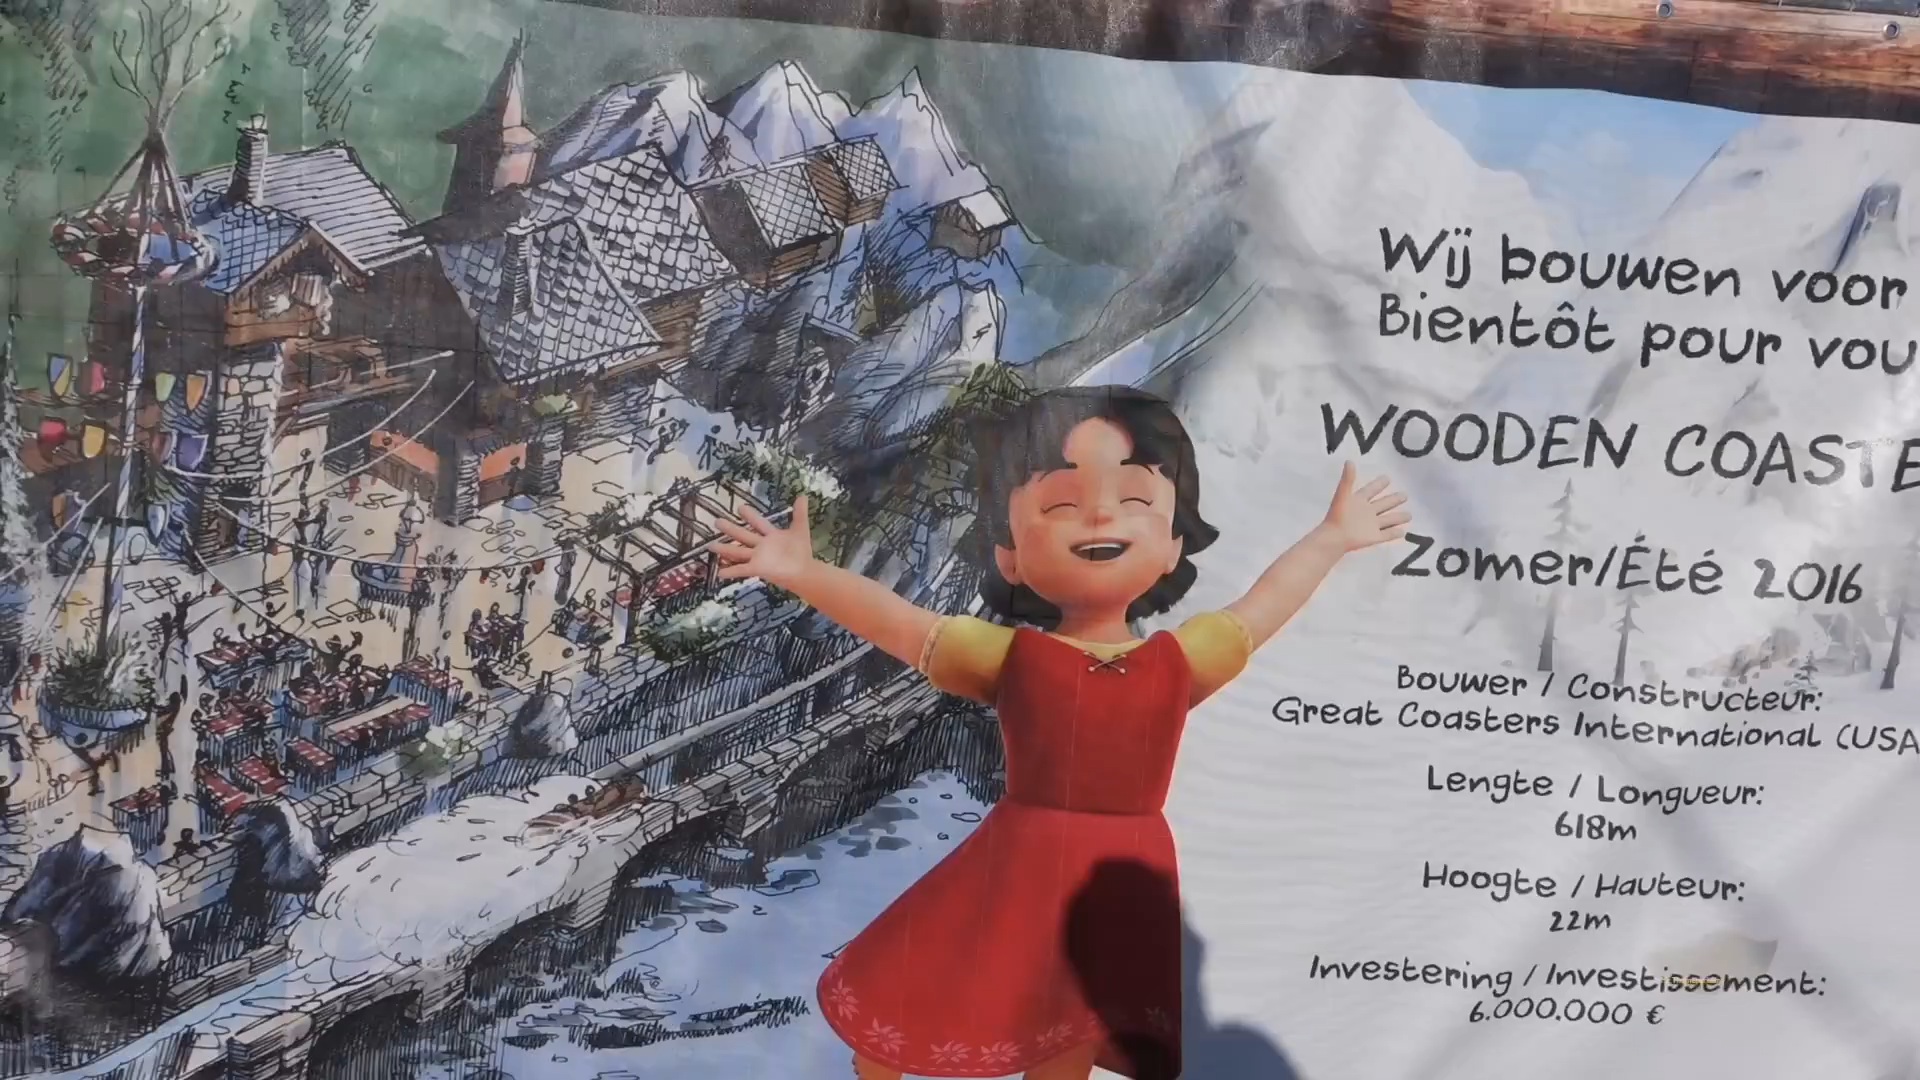 Wij bouwen voor
Bientôt pour vou
WOODEN COASTE
Zomer/Été 2016
Bouwer / Constructeur:
Great Coasters International (USA
Lengte / Longueur:
618m
Hoogte / Hauteur:
22m
Investering / Investissement:
6.000.000 €